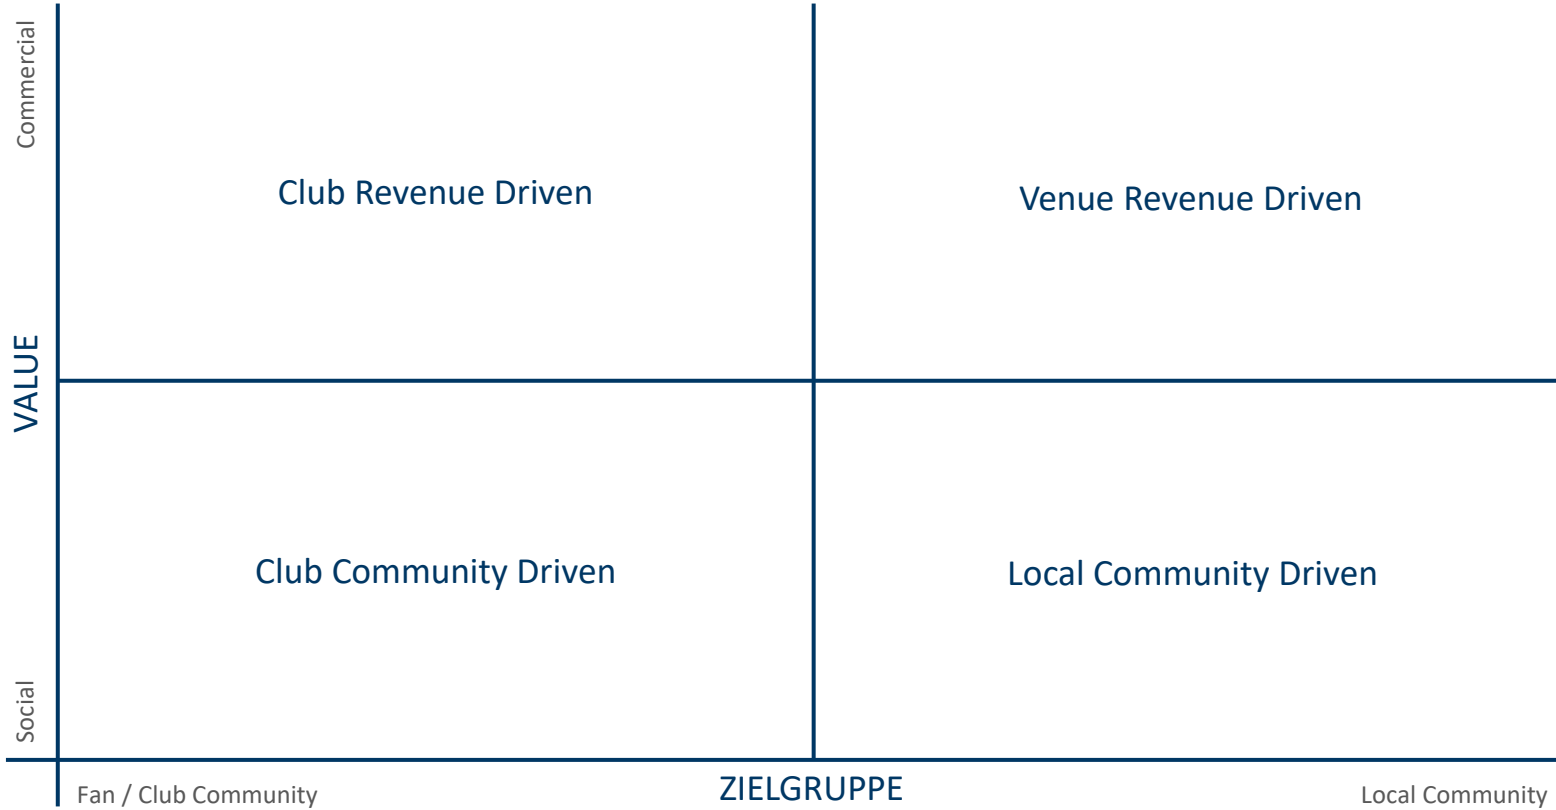 Commercial
Club Revenue Driven
Venue Revenue Driven
VALUE
Club Community Driven
Local Community Driven
Social
Fan / Club Community
ZIELGRUPPE
Local Community